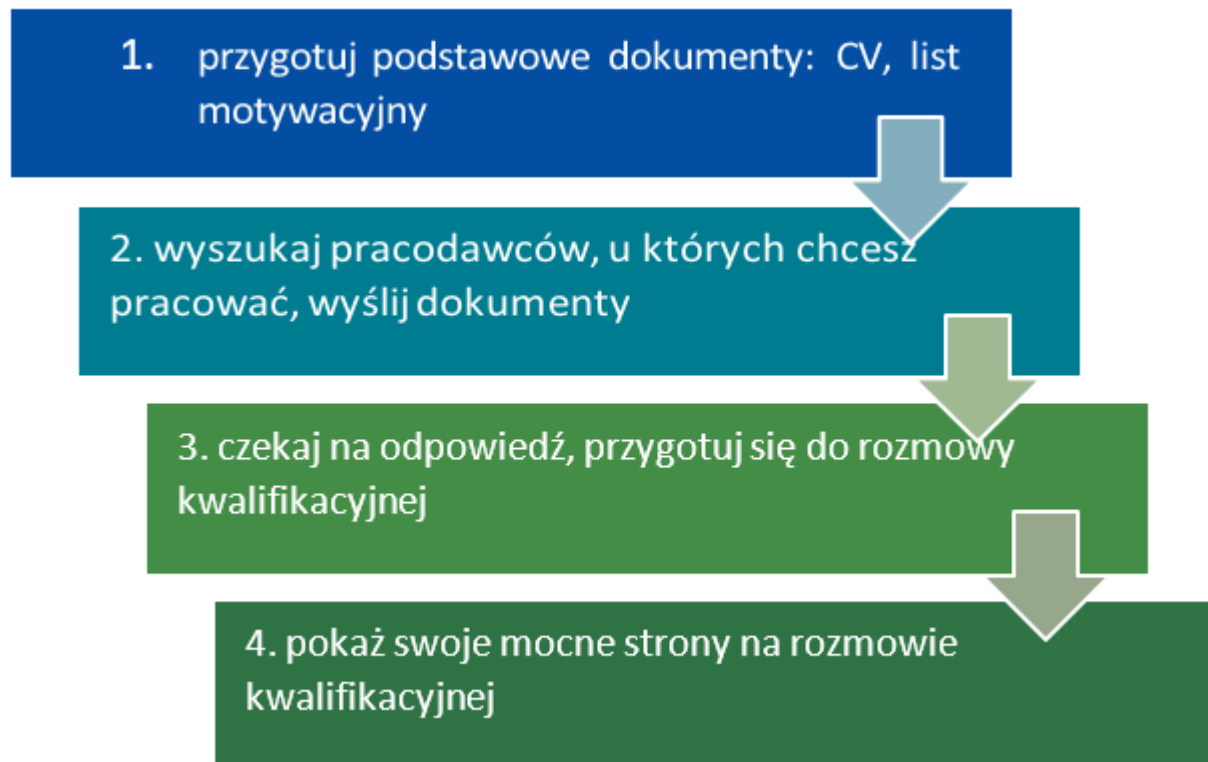 1. przygotuj podstawowe dokumenty: CV, list
motywacyjny
2. wyszukaj pracodawców, u których chcesz
pracować, wyślij dokumenty
3. czekaj na odpowiedź, przygotuj się do rozmowy
kwalifikacyjnej
4. pokaż swoje mocne strony na rozmowie
kwalifikacyjnej